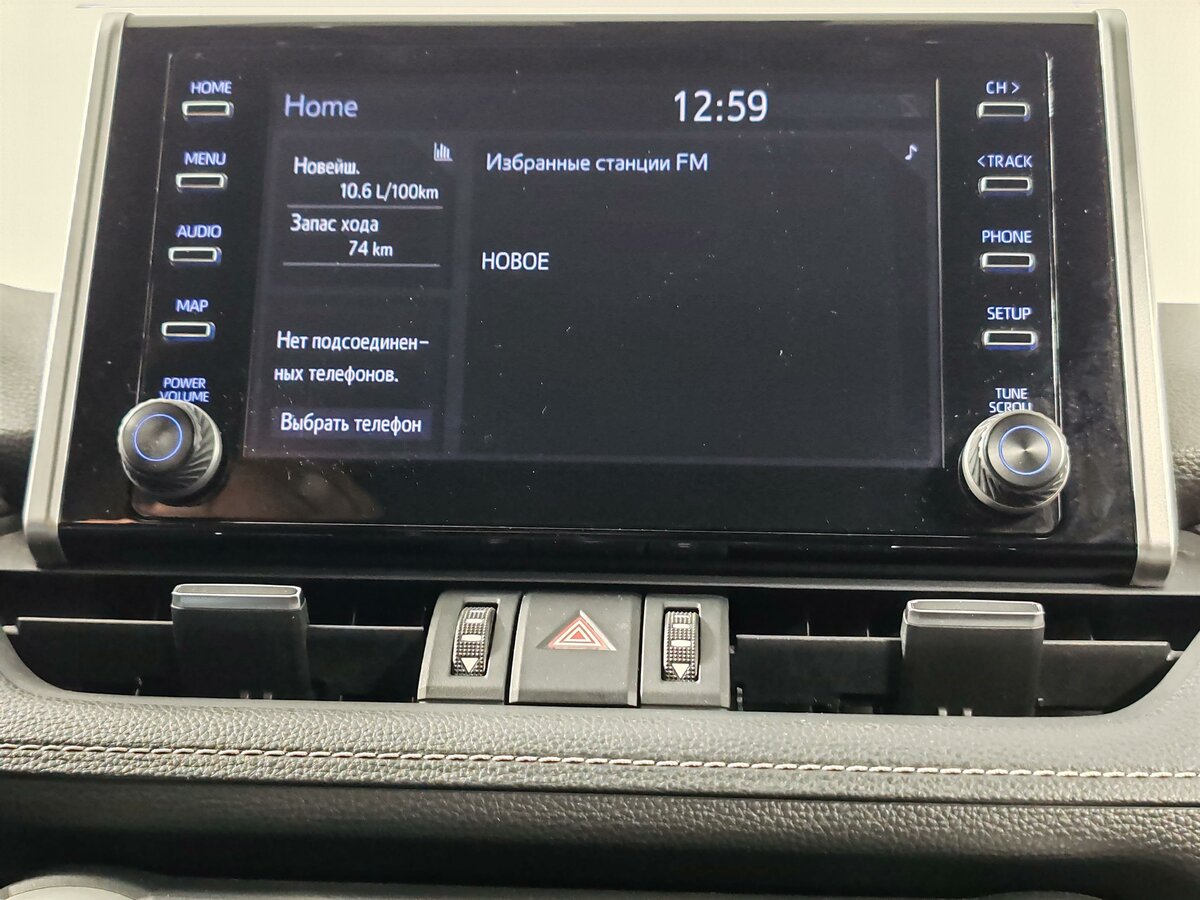 HOME
MENU
AUDIO
MAP
POWER
VOLUME
Home
12:59
Новейш.
10.6 L/100km
Запас хода
74 km
Нет подсоединен-
ных телефонов.
Выбрать телефон
Избранные станции FM
НОВОЕ
CH >
< TRACK
PHONE
SETUP
TUNE
SCROLL